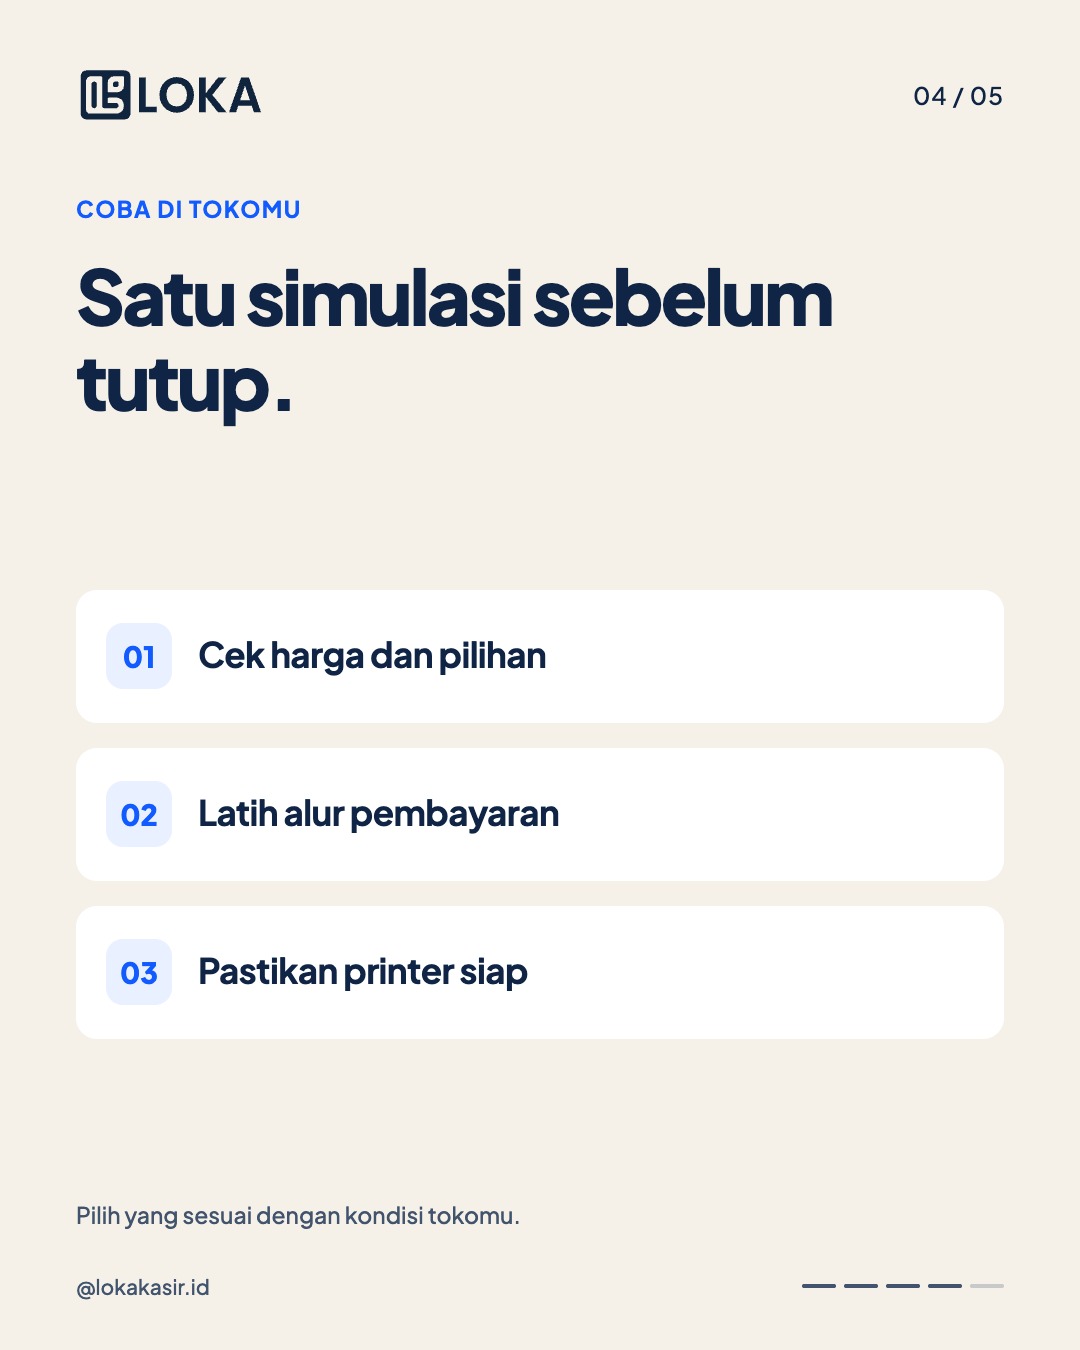 LOKA
04 / 05
COBA DI TOKOMU
Satu simulasi sebelum
tutup.
01 Cek harga dan pilihan
02 Latih alur pembayaran
03 Pastikan printer siap
Pilih yang sesuai dengan kondisi tokomu.
@lokakasir.id